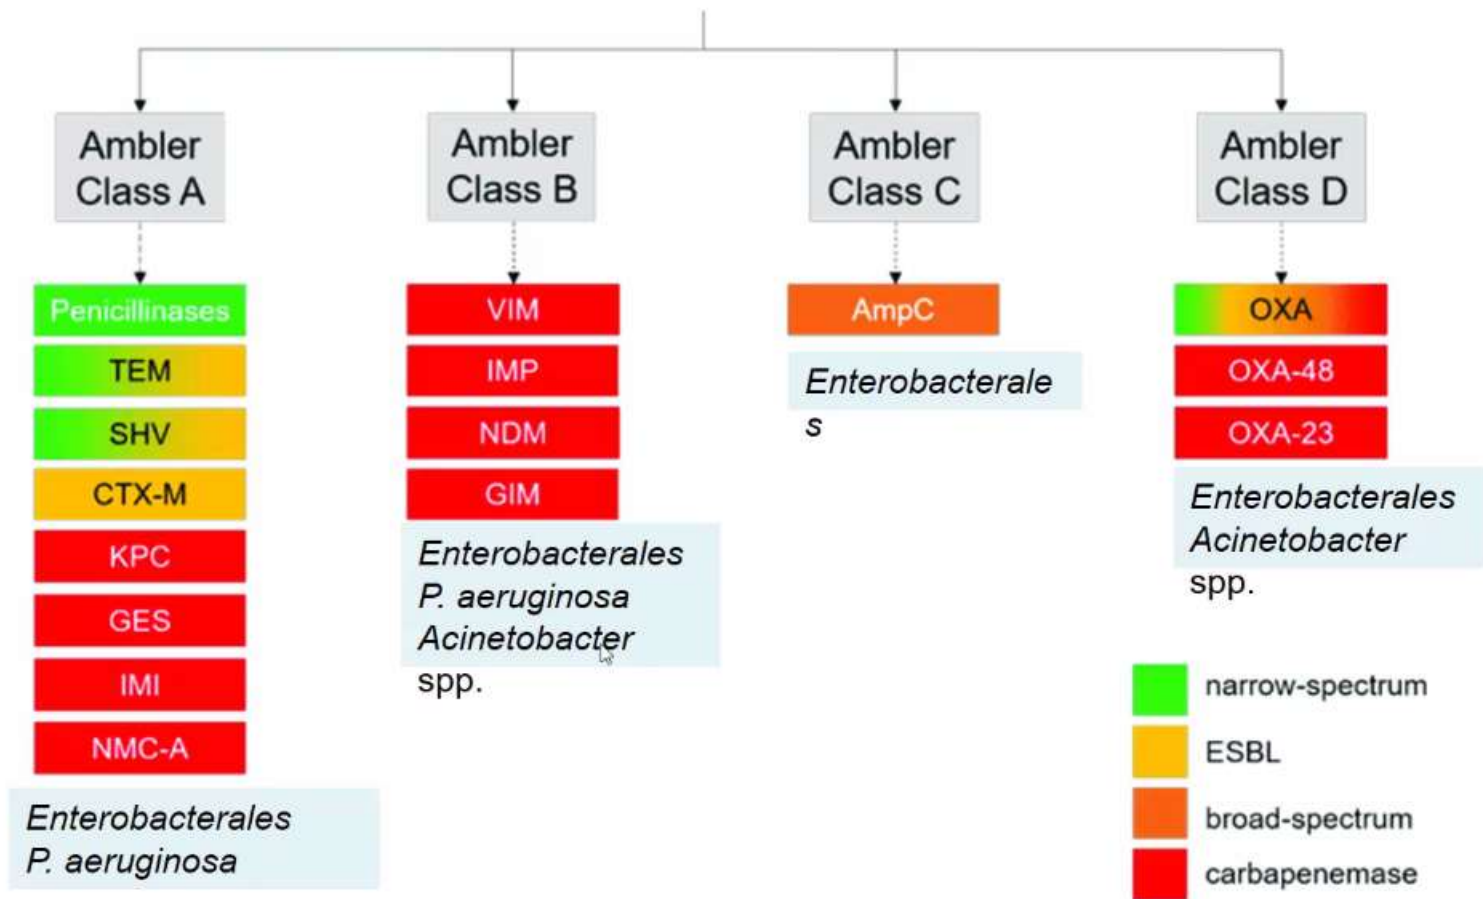 Ambler
Class A
Ambler
Class B
Ambler
Class C
Ambler
Class D
Penicillinases
TEM
SHV
CTX-M
KPC
GES
IMI
NMC-A
Enterobacterales
P. aeruginosa
VIM
IMP
NDM
GIM
Enterobacterales
P. aeruginosa
Acinetobacter
spp.
AmpC
Enterobacterale
s
OXA
OXA-48
OXA-23
Enterobacterales
Acinetobacter
spp.
narrow-spectrum
ESBL
broad-spectrum
carbapenemase